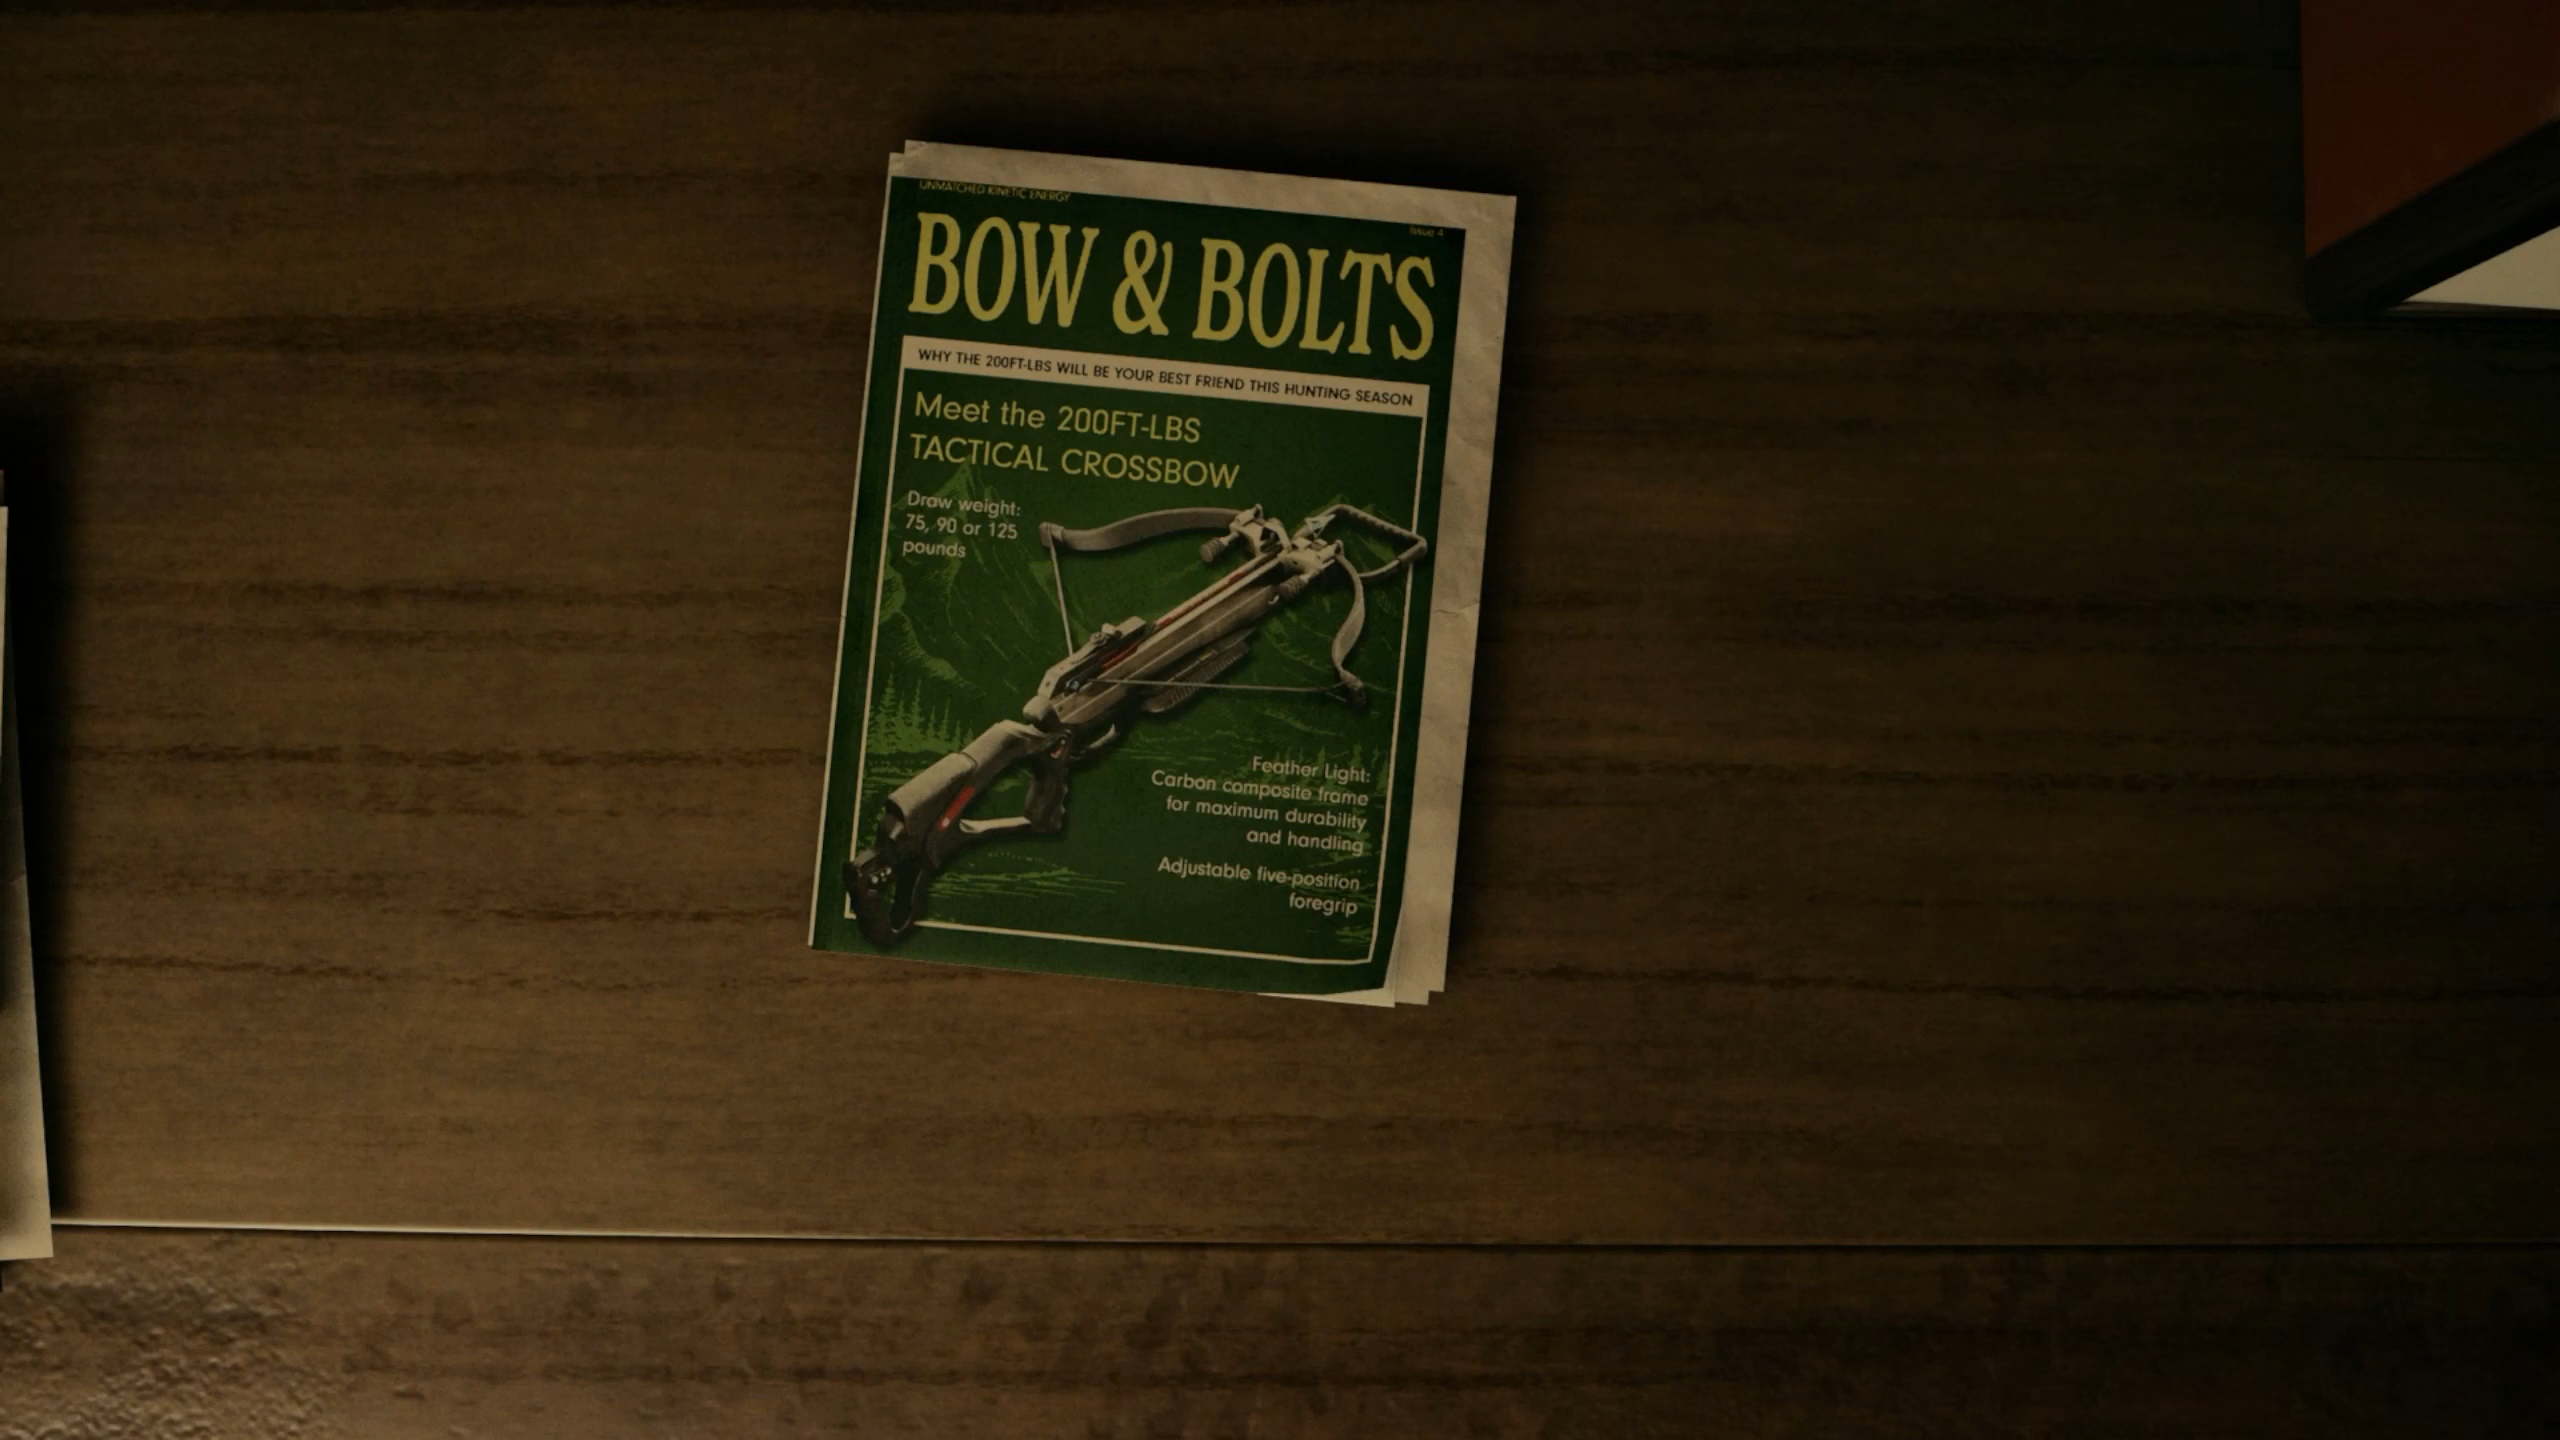 UNMATCHED KINETIC ENERGY
Issue 4
BOW & BOLTS
WHY THE 200FT-LBS WILL BE YOUR BEST FRIEND THIS HUNTING SEASON
Meet the 200FT-LBS
TACTICAL CROSSBOW
Draw weight:
75, 90 or 125
pounds
Feather Light:
Carbon composite frame
for maximum durability
and handling
Adjustable five-position
foregrip